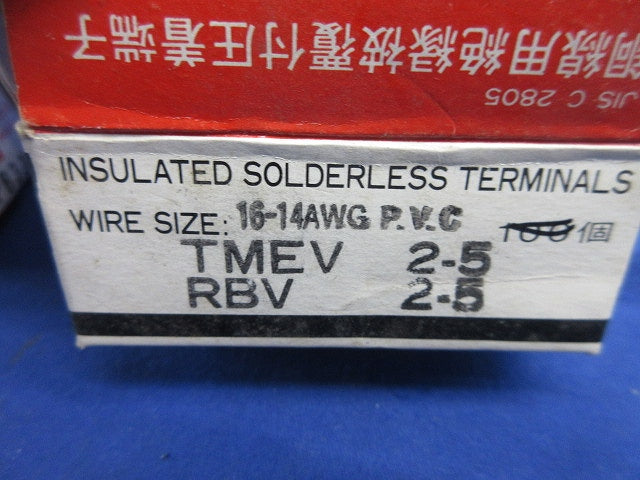 銅線用絶縁被覆付圧着端子
JIS C 2805
INSULATED SOLDERLESS TERMINALS
WIRE SIZE: 16-14AWG P.V.C 100個
TMEV 2-5
RBV 2-5